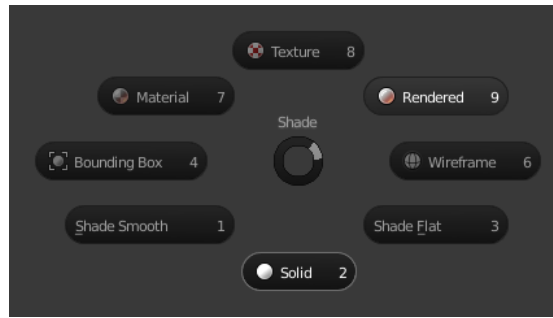 Texture 8
Material 7
Rendered 9
Shade
Bounding Box 4
Wireframe 6
Shade Smooth 1
Shade Flat 3
Solid 2